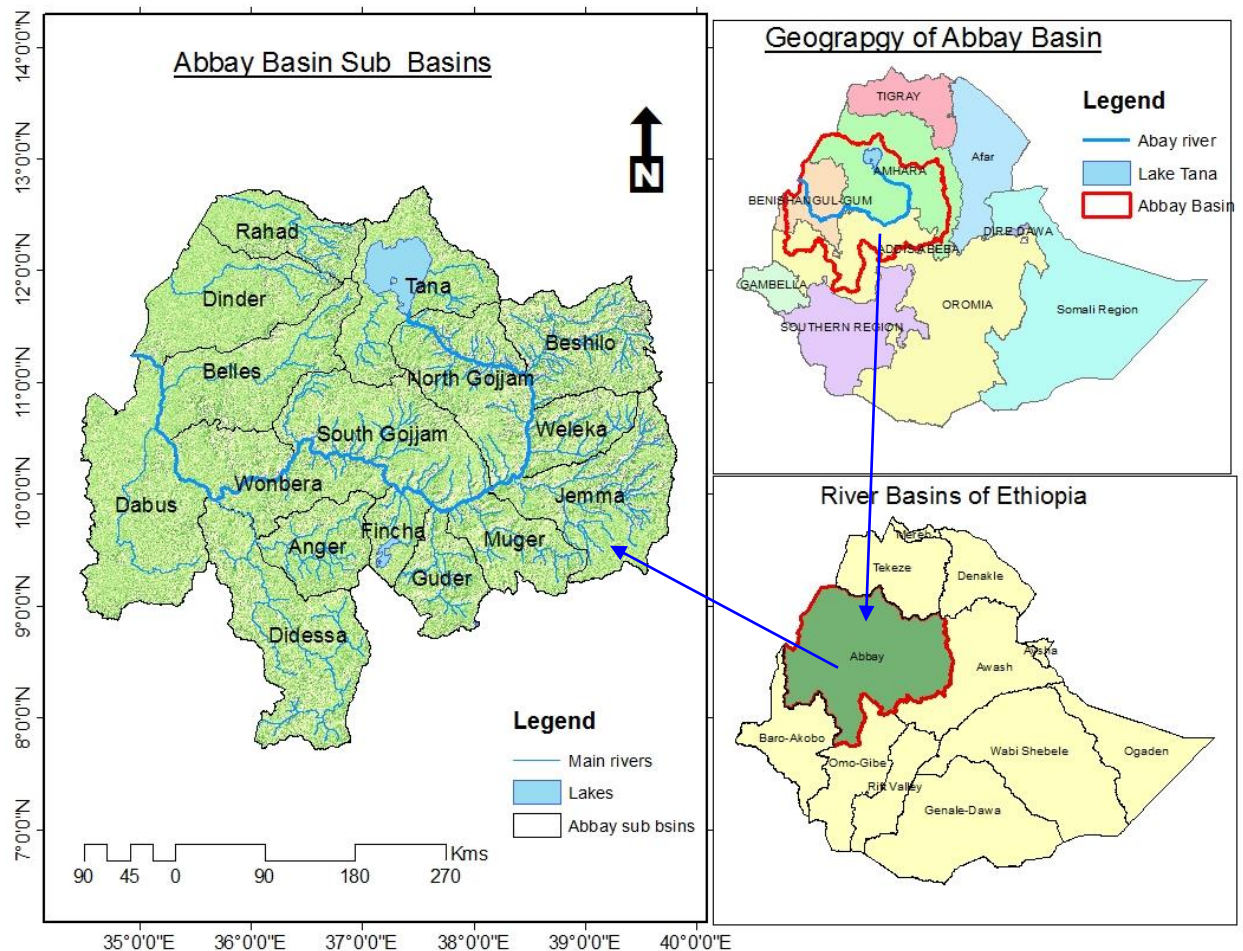 Abbay Basin Sub Basins
N
Rahad
Dinder
Tana
Beshilo
Belles
North Gojjam
South Gojjam
Weleka
Wonbera
Dabus
Jemma
Fincha
Anger
Muger
Guder
Didessa
Legend
Main rivers
Lakes
Abbay sub bsins
Kms
90 45 0 90 180 270
14°0'0"N
13°0'0"N
12°0'0"N
11°0'0"N
10°0'0"N
9°0'0"N
8°0'0"N
7°0'0"N
35°0'0"E 36°0'0"E 37°0'0"E 38°0'0"E 39°0'0"E 40°0'0"E
Geograpgy of Abbay Basin
TIGRAY
Afar
AMHARA
BENISHANGUL-GUM
DIRE DAWA
ADDIS ABEBA
GAMBELLA
OROMIA
Somali Region
SOUTHERN REGION
Legend
Abay river
Lake Tana
Abbay Basin
River Basins of Ethiopia
Mereb
Tekeze
Denakle
Abbay
Aysha
Awash
Baro-Akobo
Wabi Shebele
Ogaden
Omo-Gibe
Rift Valley
Genale-Dawa